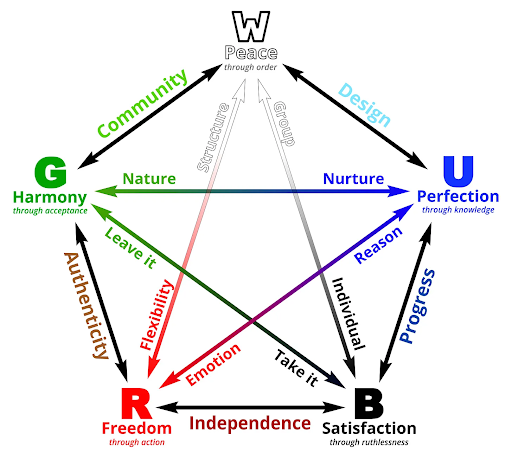 W
Peace
through order
Community
Design
Structure
Group
G
Harmony
through acceptance
Nature
Nurture
U
Perfection
through knowledge
Leave it
Reason
Authenticity
Flexibility
Individual
Progress
Emotion
Take it
R
Freedom
through action
Independence
B
Satisfaction
through ruthlessness